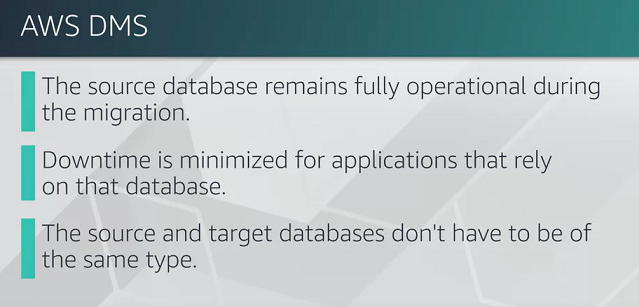 AWS DMS
The source database remains fully operational during
the migration.
Downtime is minimized for applications that rely
on that database.
The source and target databases don't have to be of
the same type.